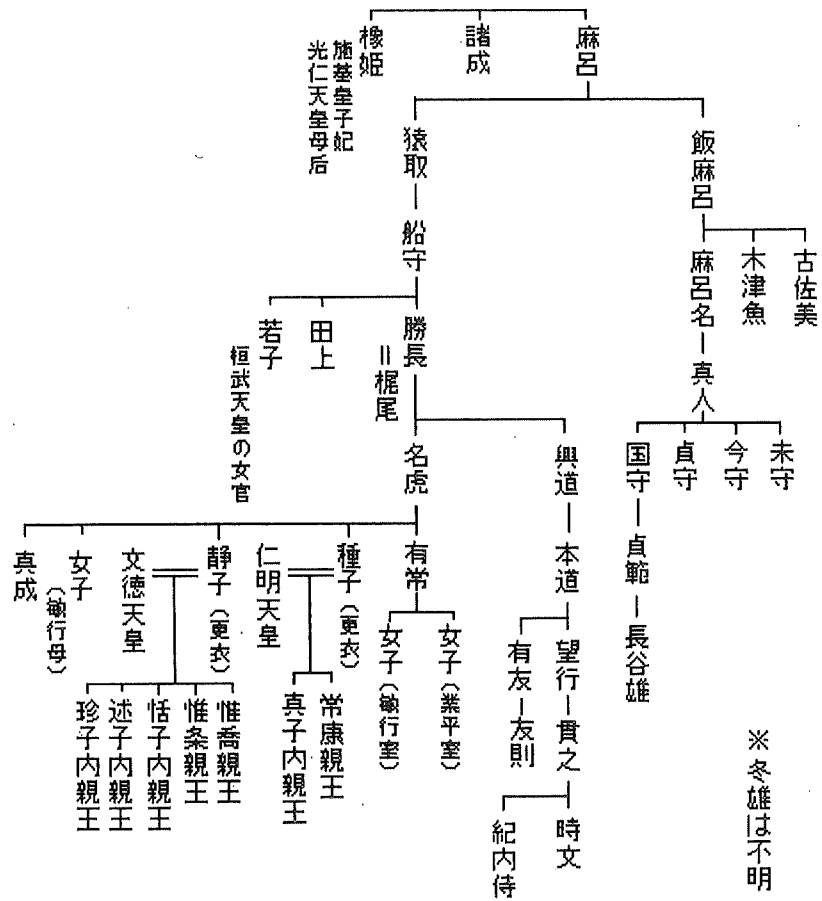 麻呂
諸成
橡姫
施基皇子妃
光仁天皇母后
飯麻呂
猿取
船守
古佐美
木津魚
麻呂名
真人
勝長
＝梶尾
田上
若子
桓武天皇の女官
末守
今守
貞守
国守
貞範
長谷雄
興道
本道
名虎
有常
種子（更衣）
仁明天皇
静子（更衣）
文徳天皇
女子（敏行母）
真成
望行
貫之
有友
友則
女子（業平室）
女子（敏行室）
常康親王
真子内親王
惟喬親王
惟条親王
恬子内親王
述子内親王
珍子内親王
時文
紀内侍
※冬雄は不明